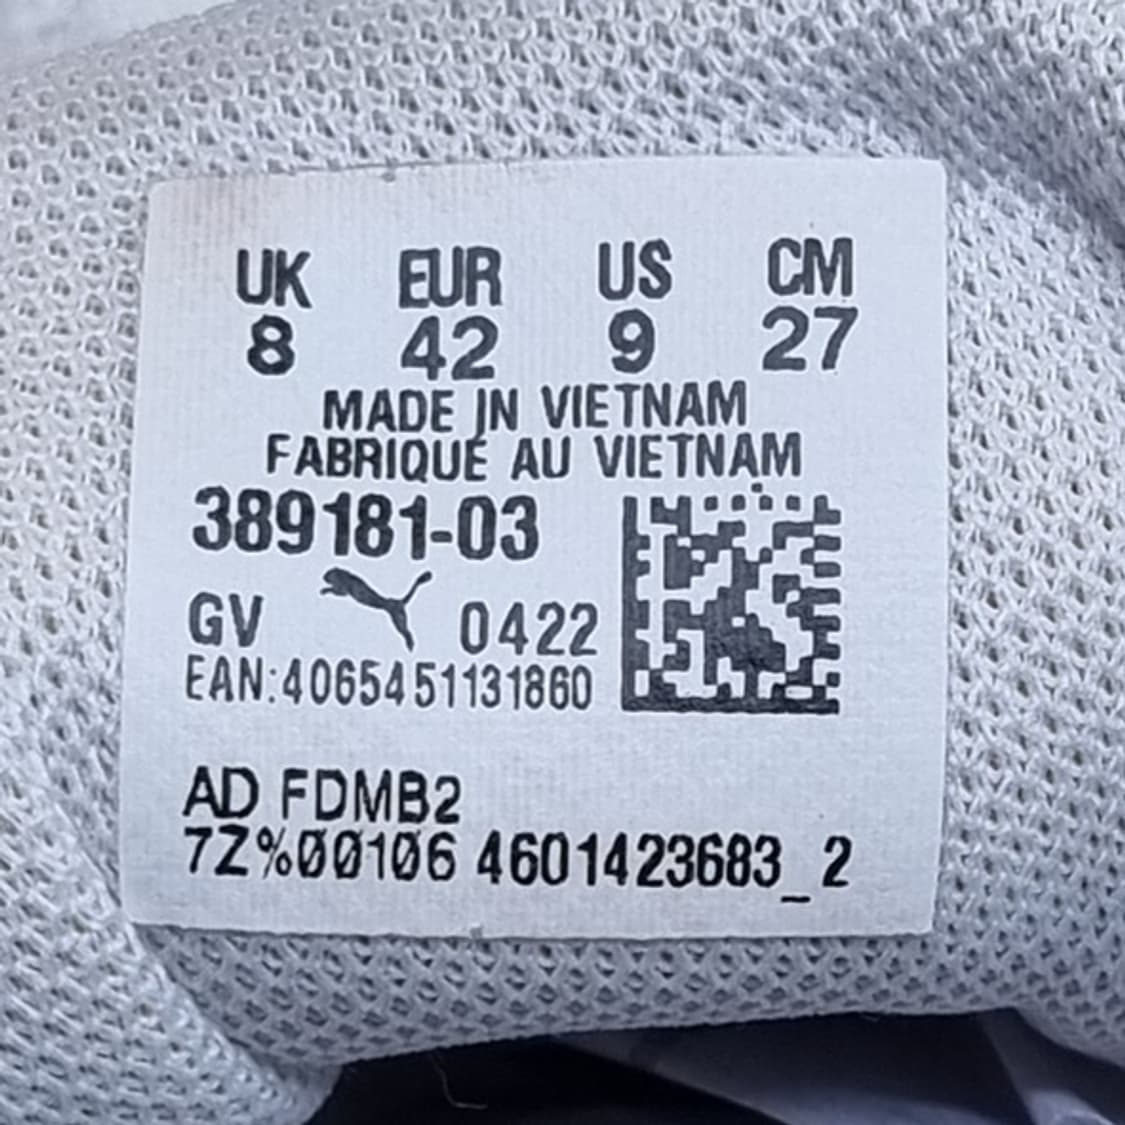 UK EUR US CM
8 42 9 27
MADE IN VIETNAM
FABRIQUÉ AU VIETNAM
389181-03
GV 0422
EAN:4065451131860
AD FDMB2
7Z%00106 4601423683_2